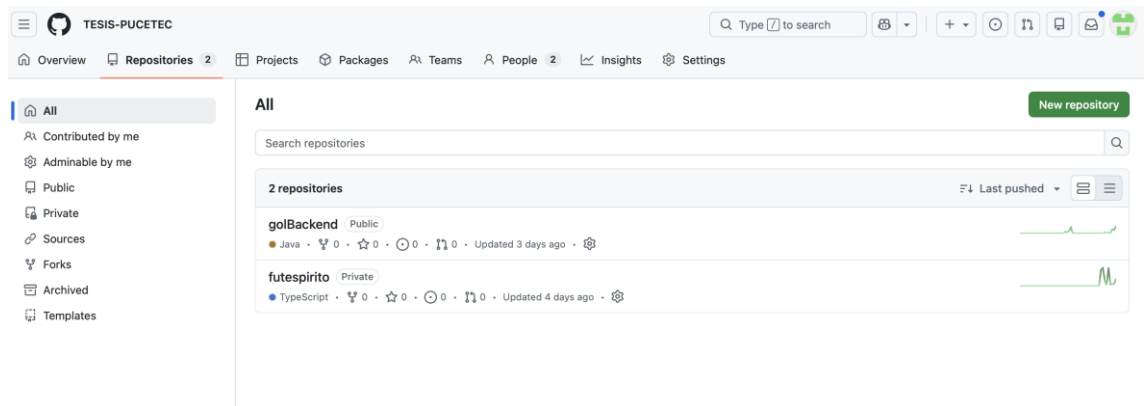 TESIS-PUCETEC
Type / to search
Overview
Repositories 2
Projects
Packages
Teams
People 2
Insights
Settings
All
Contributed by me
Adminable by me
Public
Private
Sources
Forks
Archived
Templates
All
New repository
Search repositories
2 repositories
Last pushed
golBackend Public
Java · 0 · 0 · 0 · 0 · Updated 3 days ago ·
futespirito Private
TypeScript · 0 · 0 · 0 · 0 · Updated 4 days ago ·